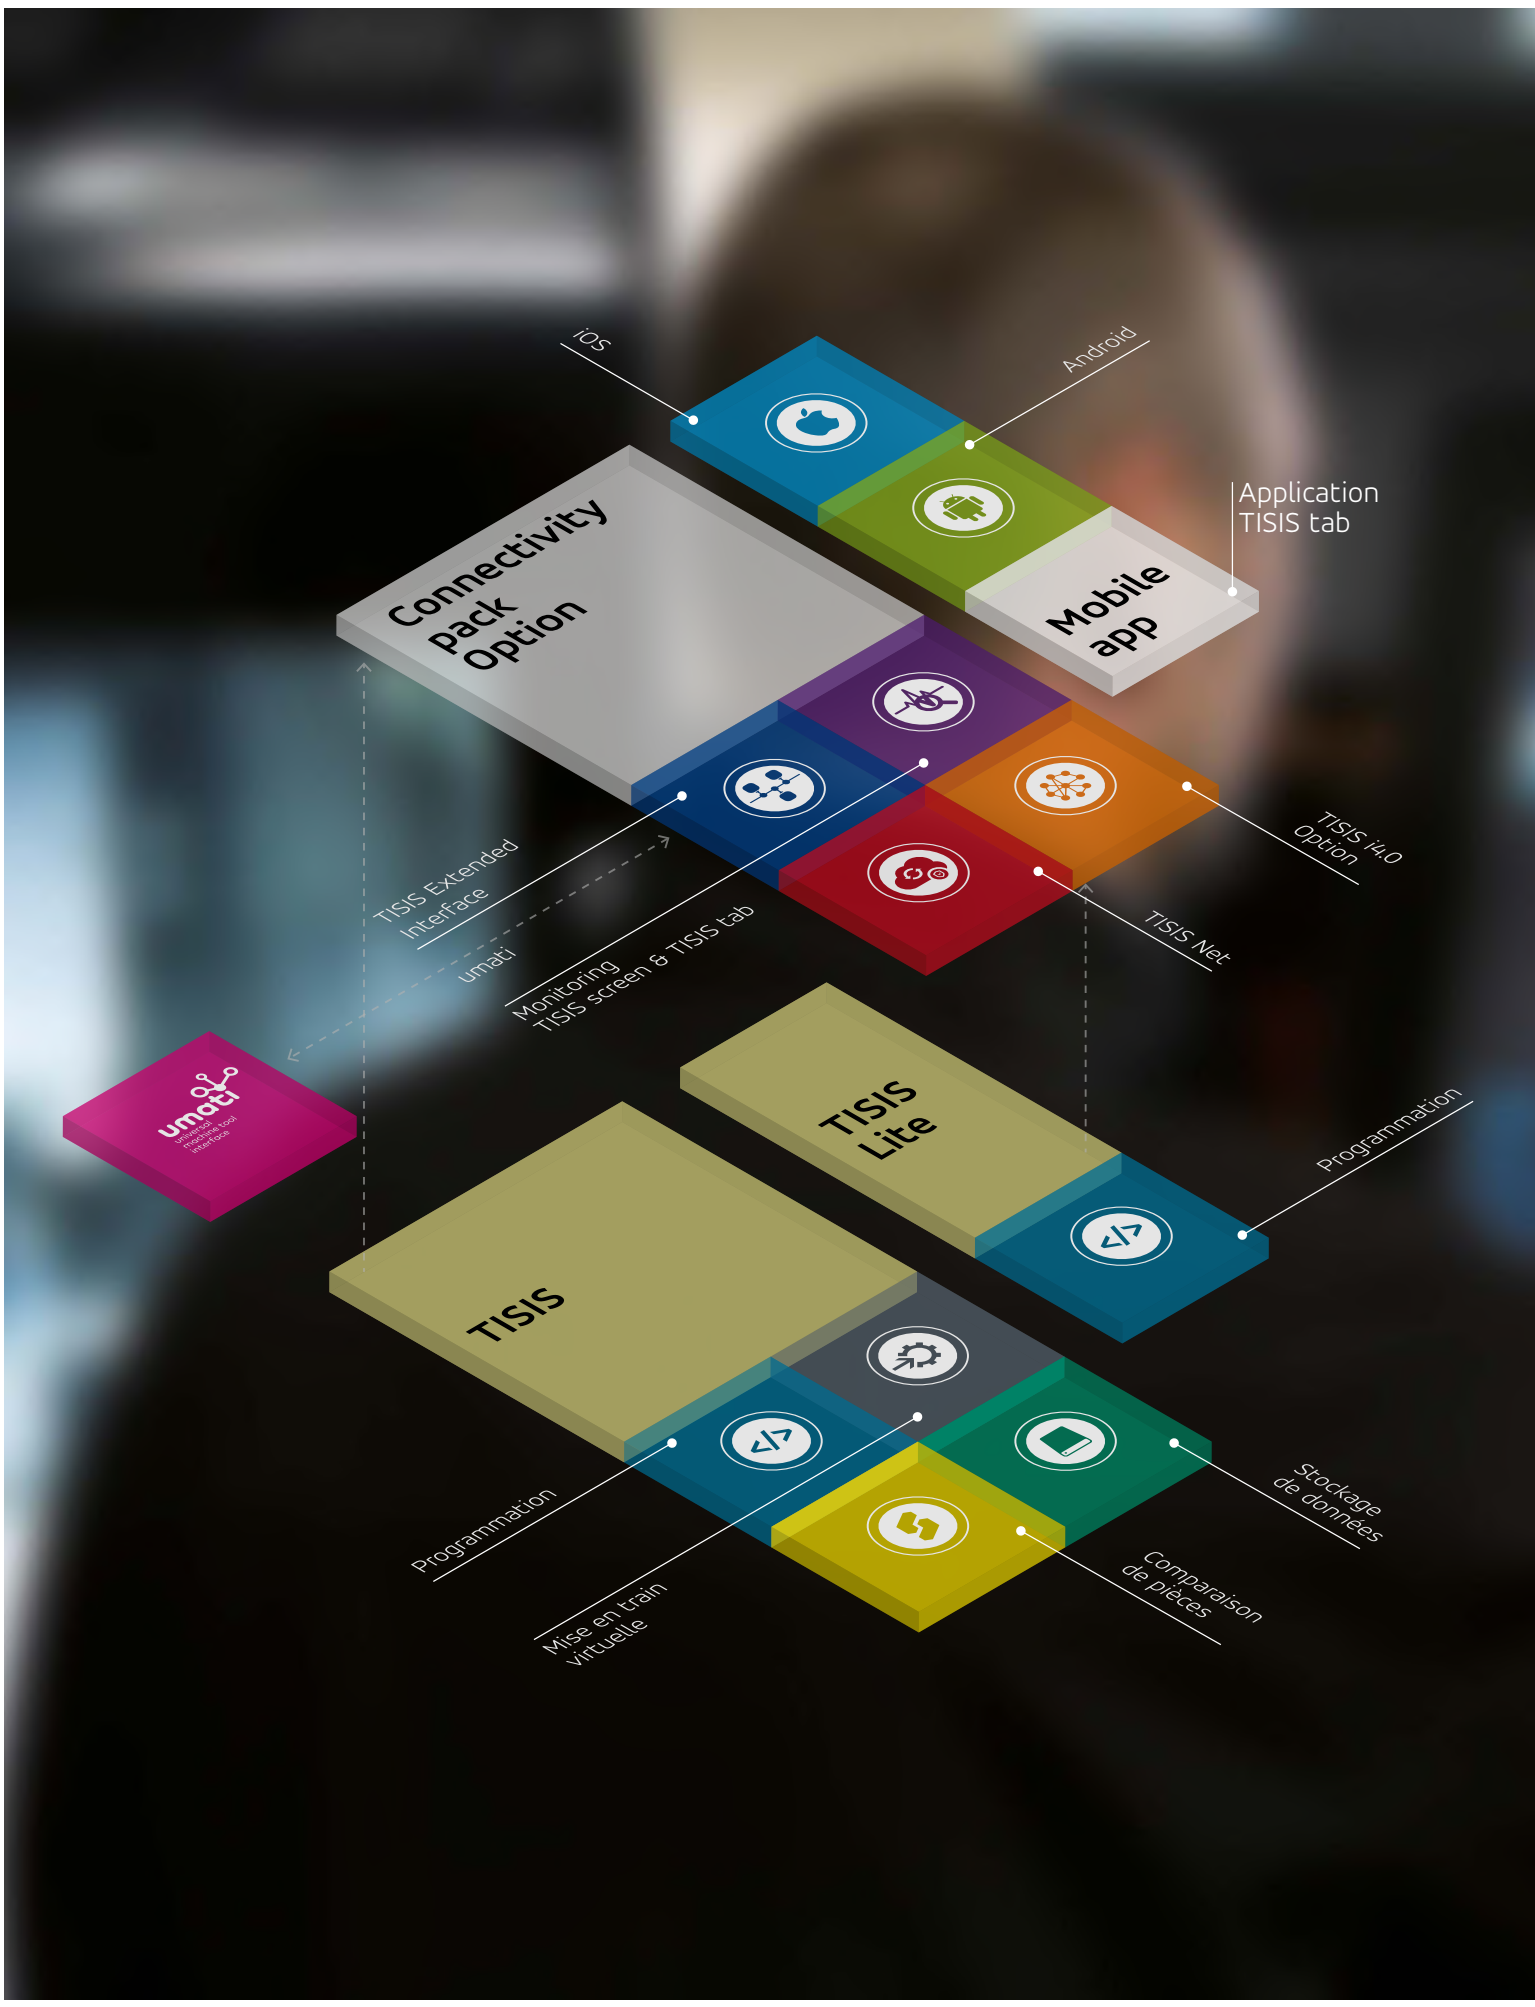 iOS
Android
Application
TISIS tab
Connectivity
pack
Option
Mobile
app
TISIS i4.0
Option
TISIS Extended
Interface
umati
Monitoring
TISIS screen & TISIS tab
TISIS Net
umati
universal
machine tool
interface
TISIS
Lite
Programmation
TISIS
Programmation
Mise en train
virtuelle
Stockage
de données
Comparaison
de pièces